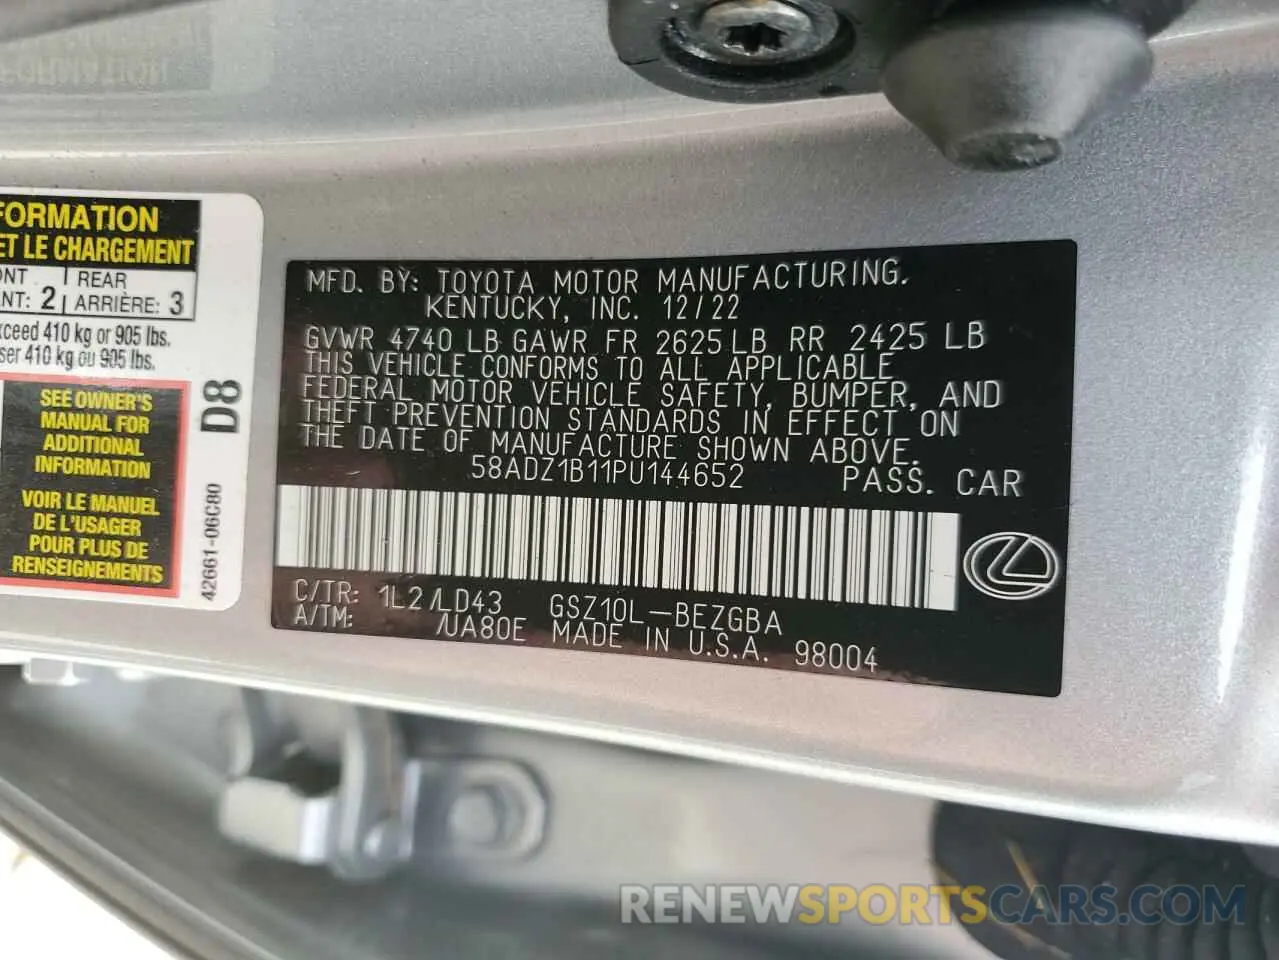 FORMATION
ET LE CHARGEMENT
REAR
2
ARRIÈRE: 3
410 kg or 905 lbs.
410 kg ou 905 lbs.
SEE OWNER'S
MANUAL FOR
ADDITIONAL
INFORMATION
VOIR LE MANUEL
DE L'USAGER
POUR PLUS DE
RENSEIGNEMENTS
D8
42661-06C80
MFD. BY: TOYOTA MOTOR MANUFACTURING.
KENTUCKY, INC. 12/22
GVWR 4740 LB GAWR FR 2625 LB RR 2425 LB
THIS VEHICLE CONFORMS TO ALL APPLICABLE
FEDERAL MOTOR VEHICLE SAFETY, BUMPER, AND
THEFT PREVENTION STANDARDS IN EFFECT ON
THE DATE OF MANUFACTURE SHOWN ABOVE.
58ADZ1B11PU144652 PASS. CAR
C/TR: 1L2/LD43 GSZ10L-BEZGBA
A/TM: /UA80E MADE IN U.S.A. 98004
RENEWSPORTSCARS.COM